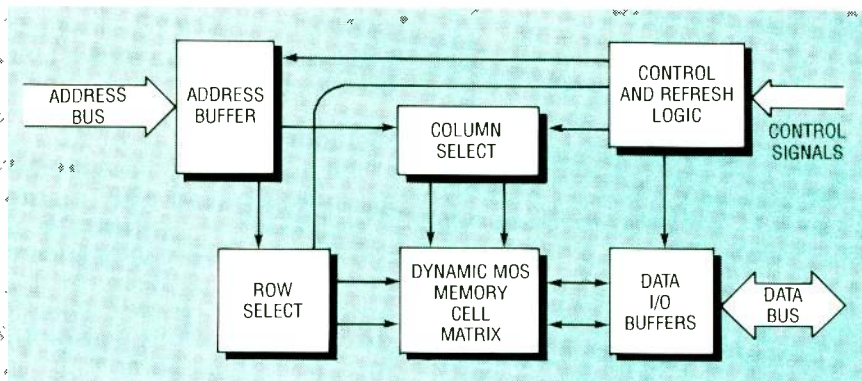 ADDRESS
BUS
ADDRESS
BUFFER
COLUMN
SELECT
CONTROL
AND REFRESH
LOGIC
CONTROL
SIGNALS
ROW
SELECT
DYNAMIC MOS
MEMORY
CELL
MATRIX
DATA
I/O
BUFFERS
DATA
BUS